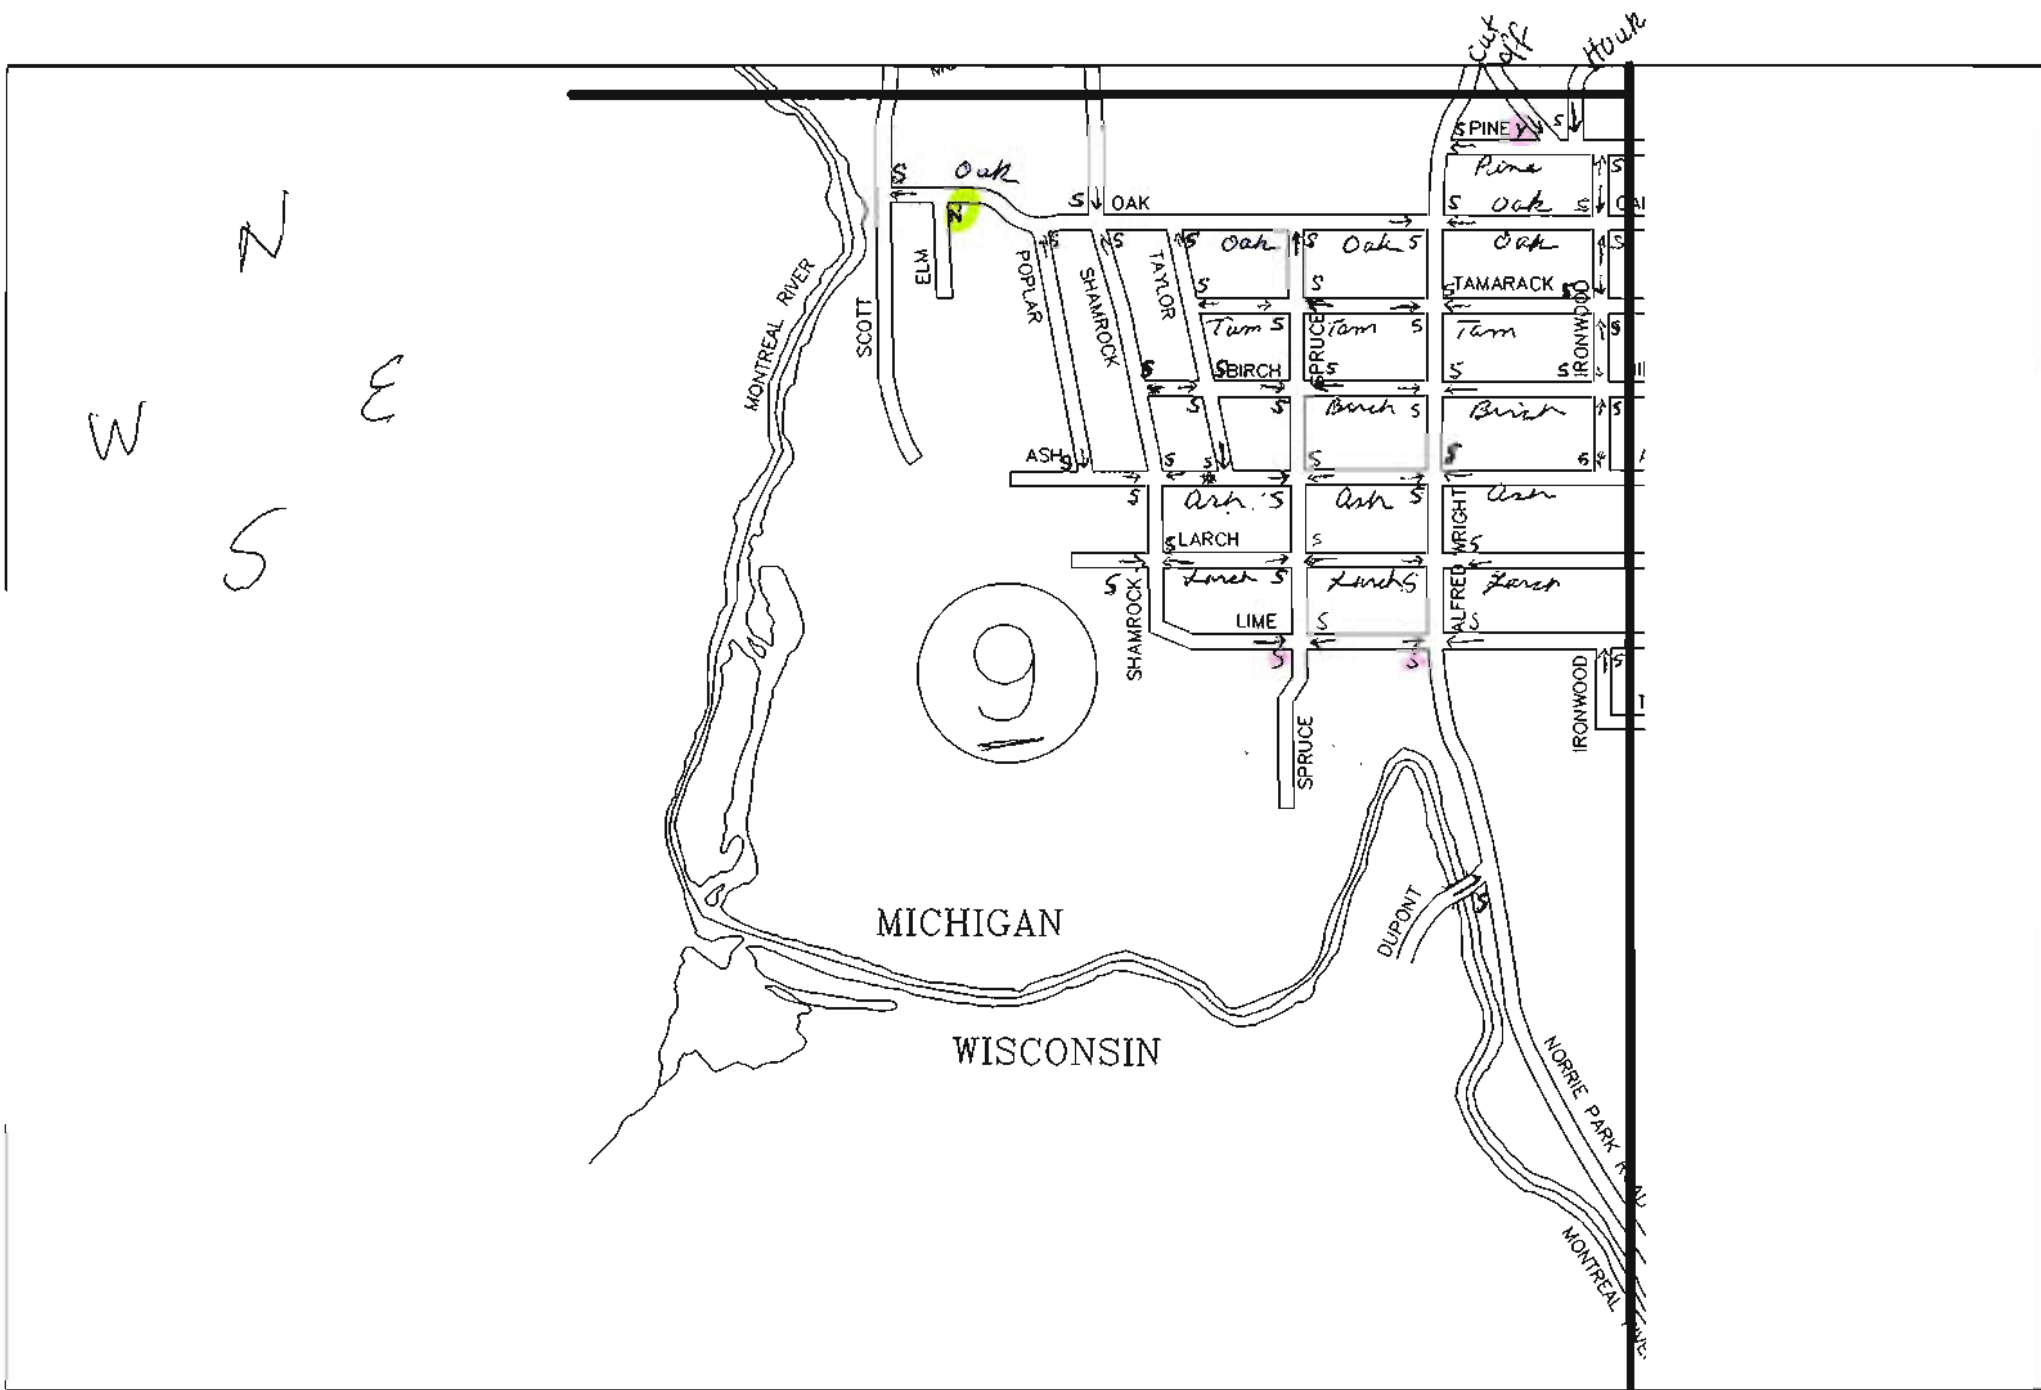 Cut
off
Houk
S PINE Y S
Pine S
N
S Oak
S OAK
S Oak S
N
S S S Oak S Oak S Oak S
ELM
POPLAR
SHAMROCK
TAYLOR
S S S TAMARACK S
MONTREAL RIVER
SCOTT
Tam S Tam S Tam S
SPRUCE
IRONWOOD
E
W
S S BIRCH S S S
S S Birch S Birch S
ASH S S S S S S
S Ash S Ash S Ash
S
S LARCH S S
S Larch S Larch S Larch
SHAMROCK
ALFRED WRIGHT
LIME S S
S S S
9
IRONWOOD
SPRUCE
DUPONT
S
MICHIGAN
WISCONSIN
NORRIE PARK
MONTREAL